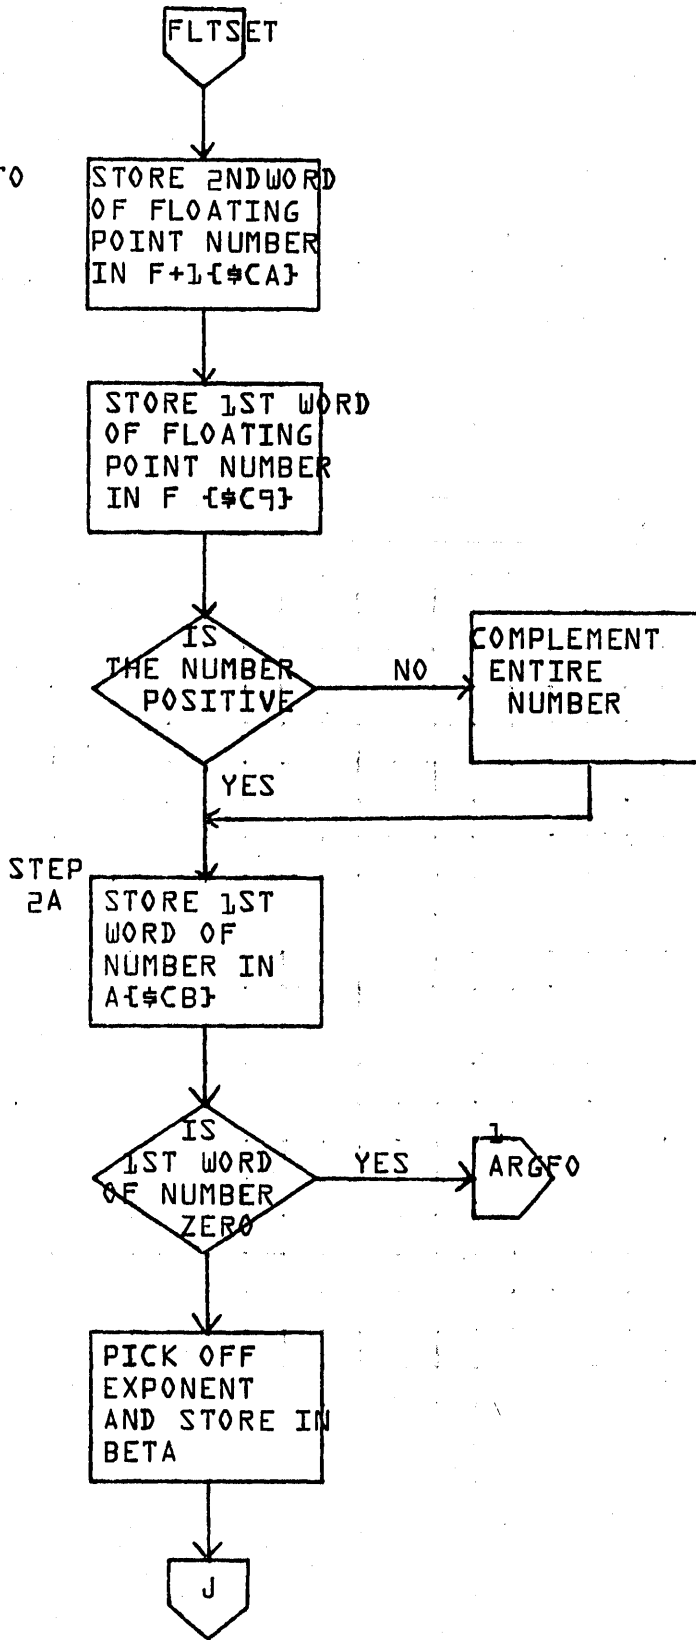 FLTSET
TO
STORE 2NDWORD
OF FLOATING
POINT NUMBER
IN F+1{$CA}
STORE 1ST WORD
OF FLOATING
POINT NUMBER
IN F {$C9}
IS
THE NUMBER
POSITIVE
NO
COMPLEMENT
ENTIRE
NUMBER
YES
STEP
2A
STORE 1ST
WORD OF
NUMBER IN
A{$CB}
IS
1ST WORD
OF NUMBER
ZERO
YES
1
ARGFO
PICK OFF
EXPONENT
AND STORE IN
BETA
J